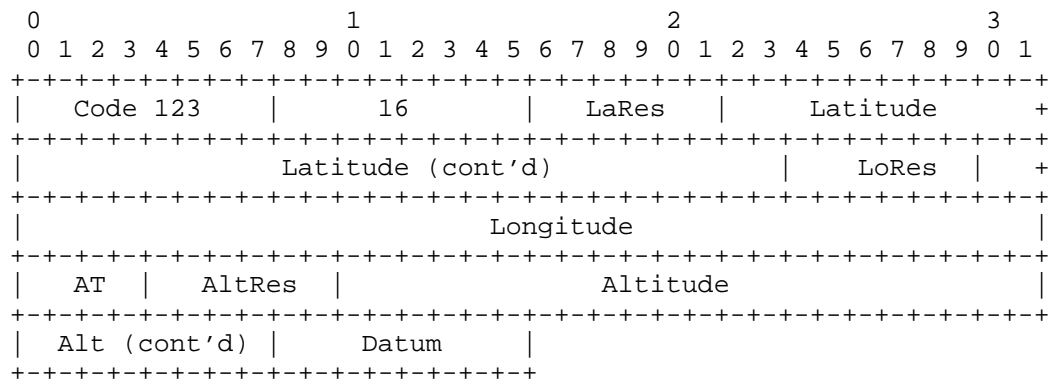 0                   1                   2                   3
0 1 2 3 4 5 6 7 8 9 0 1 2 3 4 5 6 7 8 9 0 1 2 3 4 5 6 7 8 9 0 1
+-+-+-+-+-+-+-+-+-+-+-+-+-+-+-+-+-+-+-+-+-+-+-+-+-+-+-+-+-+-+-+-+
|   Code 123    |      16       |   LaRes   |     Latitude      +
+-+-+-+-+-+-+-+-+-+-+-+-+-+-+-+-+-+-+-+-+-+-+-+-+-+-+-+-+-+-+-+-+
|                Latitude (cont’d)              |    LoRes  |   +
+-+-+-+-+-+-+-+-+-+-+-+-+-+-+-+-+-+-+-+-+-+-+-+-+-+-+-+-+-+-+-+-+
|                             Longitude                         |
+-+-+-+-+-+-+-+-+-+-+-+-+-+-+-+-+-+-+-+-+-+-+-+-+-+-+-+-+-+-+-+-+
|   AT  |   AltRes  |                Altitude                   |
+-+-+-+-+-+-+-+-+-+-+-+-+-+-+-+-+-+-+-+-+-+-+-+-+-+-+-+-+-+-+-+-+
|  Alt (cont’d) |     Datum     |
+-+-+-+-+-+-+-+-+-+-+-+-+-+-+-+-+